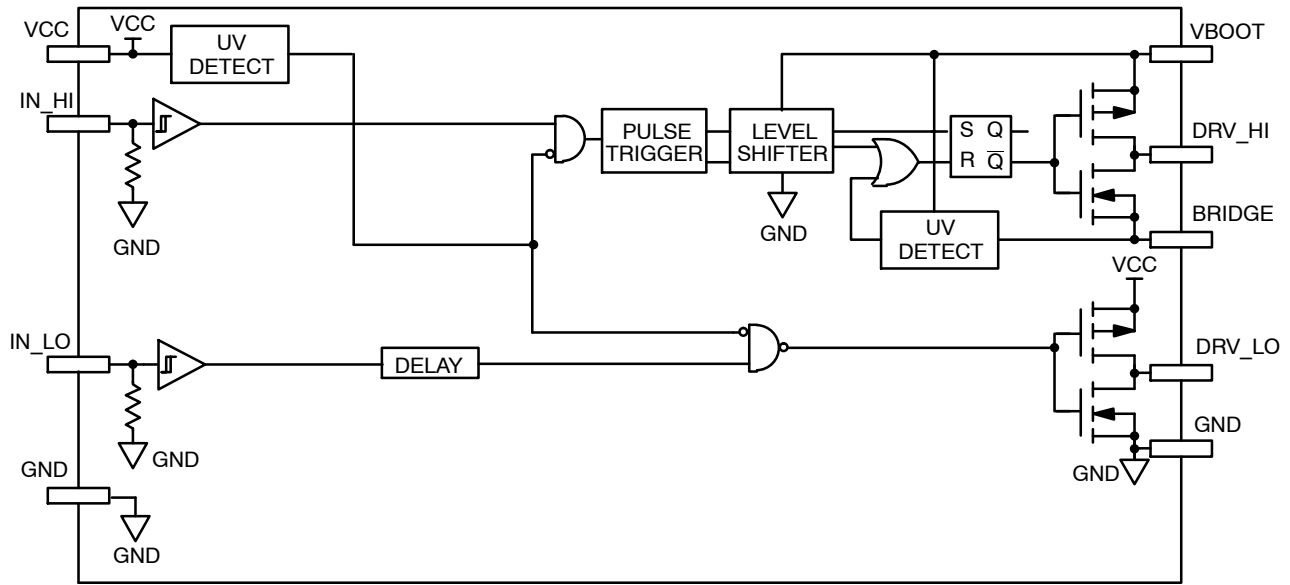 VCC
VCC
UV
DETECT
VBOOT
IN_HI
PULSE
TRIGGER
LEVEL
SHIFTER
S Q
R Q̅
DRV_HI
GND
GND
UV
DETECT
BRIDGE
VCC
IN_LO
DELAY
DRV_LO
GND
GND
GND
GND
GND